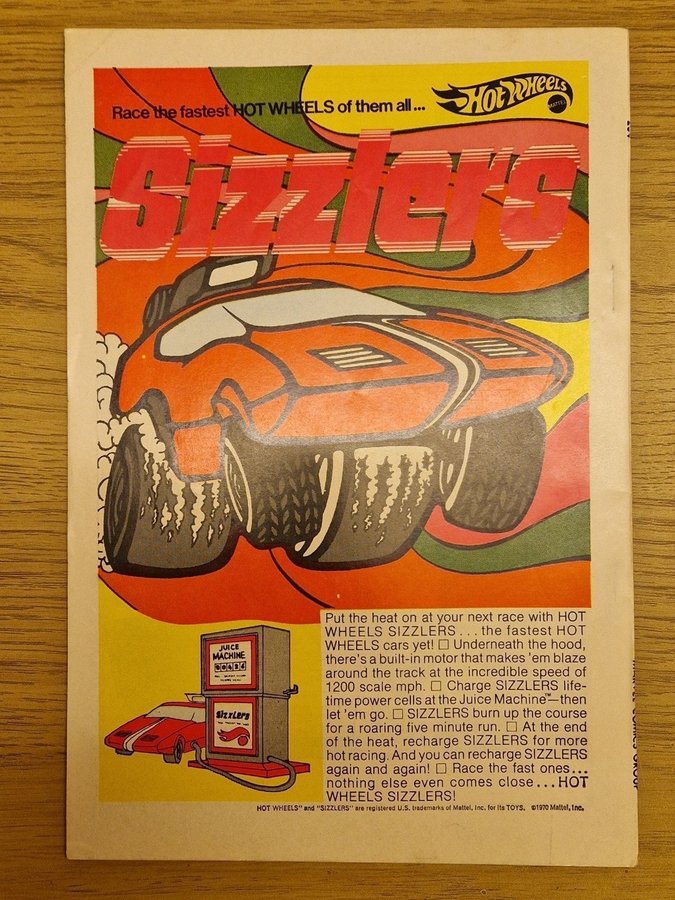 Race the fastest HOT WHEELS of them all...
Hot Wheels
MATTEL
Sizzlers
Put the heat on at your next race with HOT
WHEELS SIZZLERS... the fastest HOT
WHEELS cars yet! ☐ Underneath the hood,
there's a built-in motor that makes 'em blaze
around the track at the incredible speed of
1200 scale mph. ☐ Charge SIZZLERS life-
time power cells at the Juice Machine™—then
let 'em go. ☐ SIZZLERS burn up the course
for a roaring five minute run. ☐ At the end
of the heat, recharge SIZZLERS for more
hot racing. And you can recharge SIZZLERS
again and again! ☐ Race the fast ones...
nothing else even comes close...HOT
WHEELS SIZZLERS!
JUICE
MACHINE
Sizzlers
HOT WHEELS" and "SIZZLERS" are registered U.S. trademarks of Mattel, Inc. for its TOYS. ©1970 Mattel, Inc.